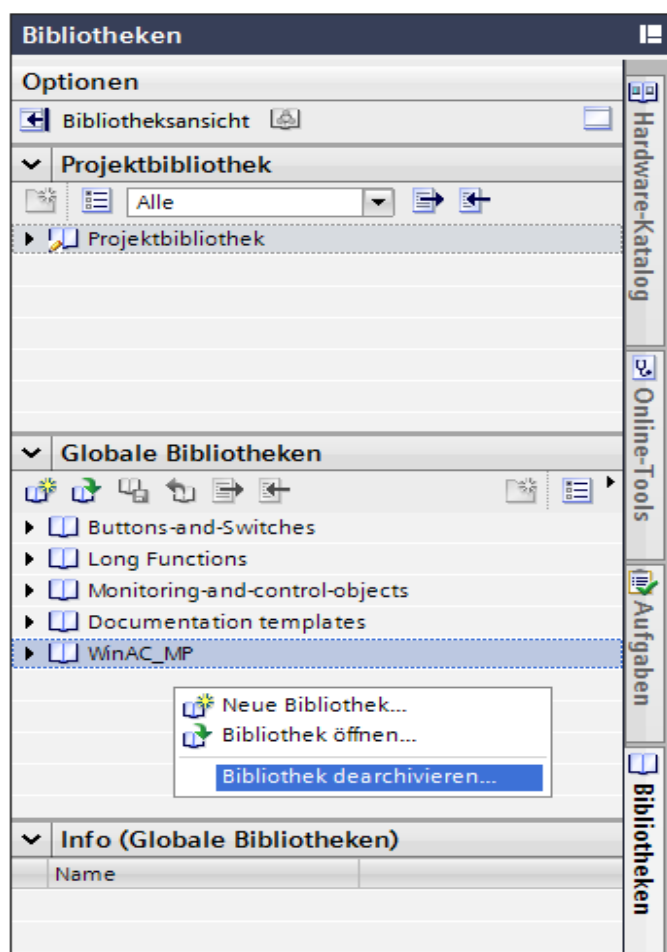 Bibliotheken
Optionen
Bibliotheksansicht
Projektbibliothek
Alle
Projektbibliothek
Globale Bibliotheken
Buttons-and-Switches
Long Functions
Monitoring-and-control-objects
Documentation templates
WinAC_MP
Neue Bibliothek...
Bibliothek öffnen...
Bibliothek dearchivieren...
Info (Globale Bibliotheken)
Name
Hardware-Katalog
Online-Tools
Aufgaben
Bibliotheken